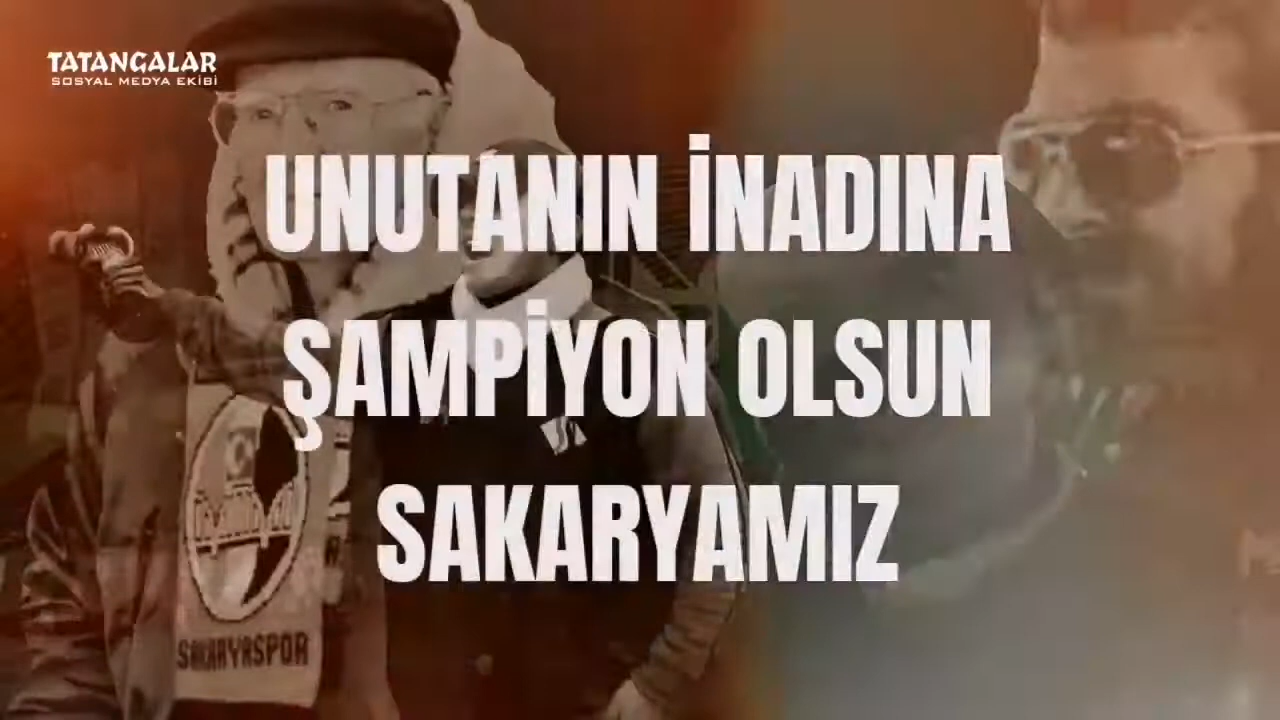 TATANGALAR
SOSYAL MEDYA EKİBİ
UNUTANIN İNADINA
ŞAMPİYON OLSUN
SAKARYAMIZ
SAKARYASPOR